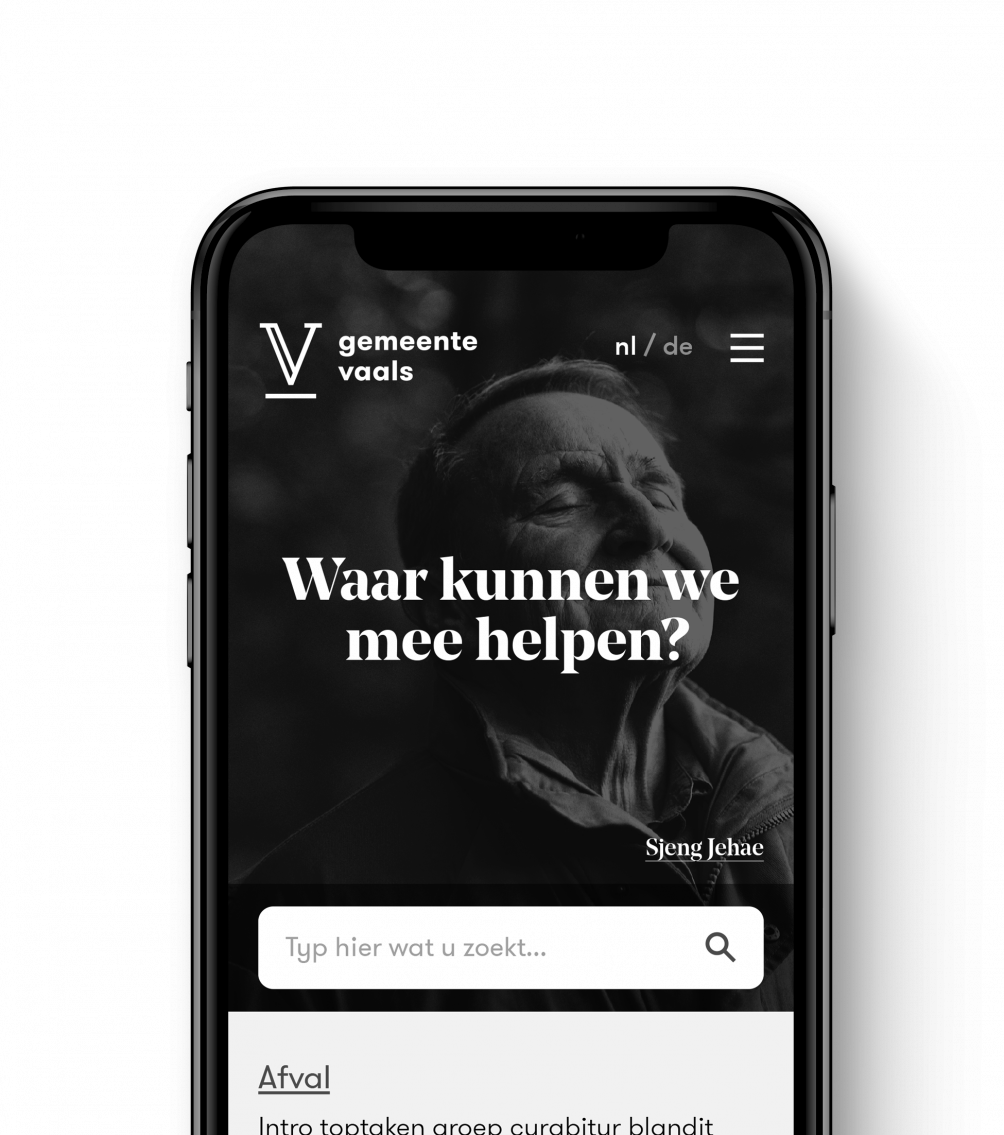 gemeente
vaals
nl / de
Waar kunnen we
mee helpen?
Sjeng Jehae
Typ hier wat u zoekt...
Afval
Intro toptaken groep curabitur blandit